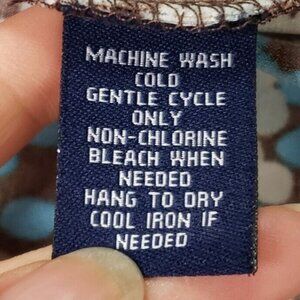 MACHINE WASH
COLD
GENTLE CYCLE
ONLY
NON-CHLORINE
BLEACH WHEN
NEEDED
HANG TO DRY
COOL IRON IF
NEEDED